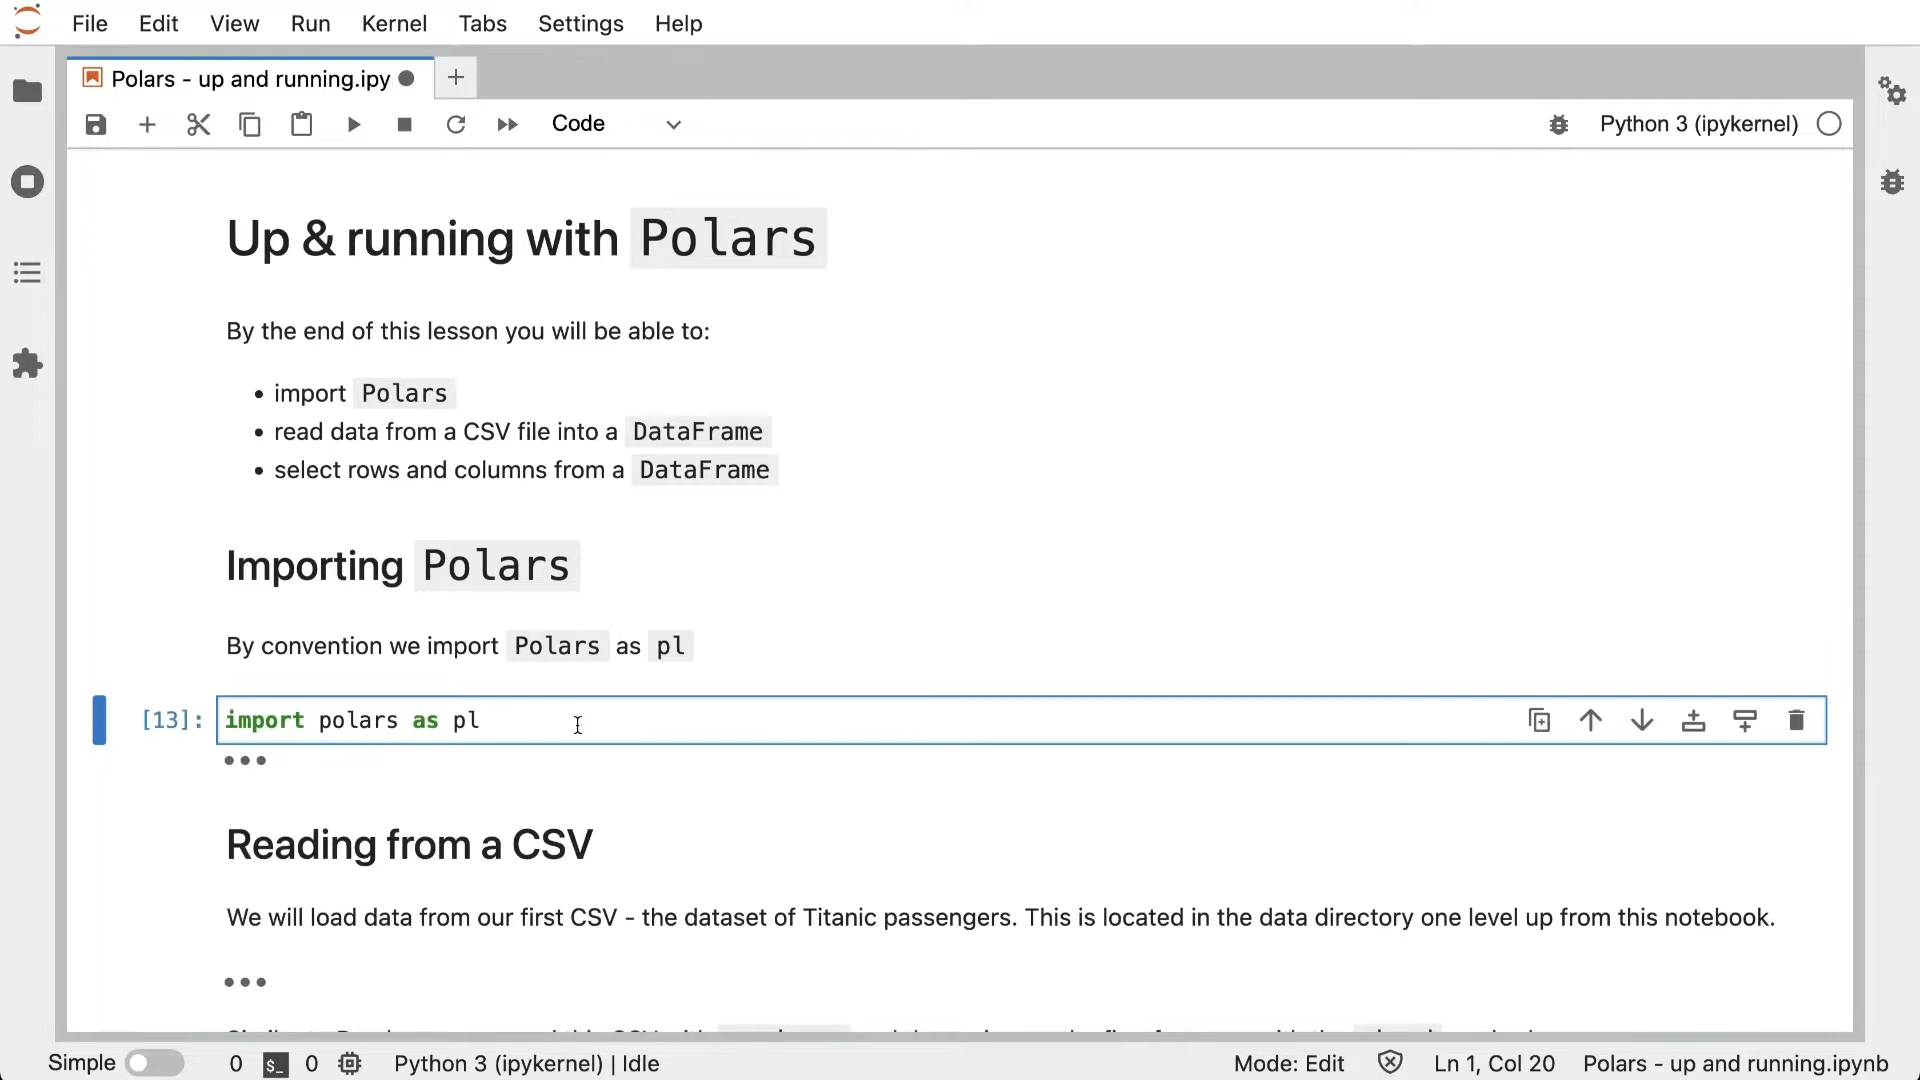 File Edit View Run Kernel Tabs Settings Help
Polars - up and running.ipy
Code
Python 3 (ipykernel)
Up & running with Polars
By the end of this lesson you will be able to:
• import Polars
• read data from a CSV file into a DataFrame
• select rows and columns from a DataFrame
Importing Polars
By convention we import Polars as pl
[13]: import polars as pl
Reading from a CSV
We will load data from our first CSV - the dataset of Titanic passengers. This is located in the data directory one level up from this notebook.
Simple 0 $_ 0 Python 3 (ipykernel) | Idle Mode: Edit Ln 1, Col 20 Polars - up and running.ipynb